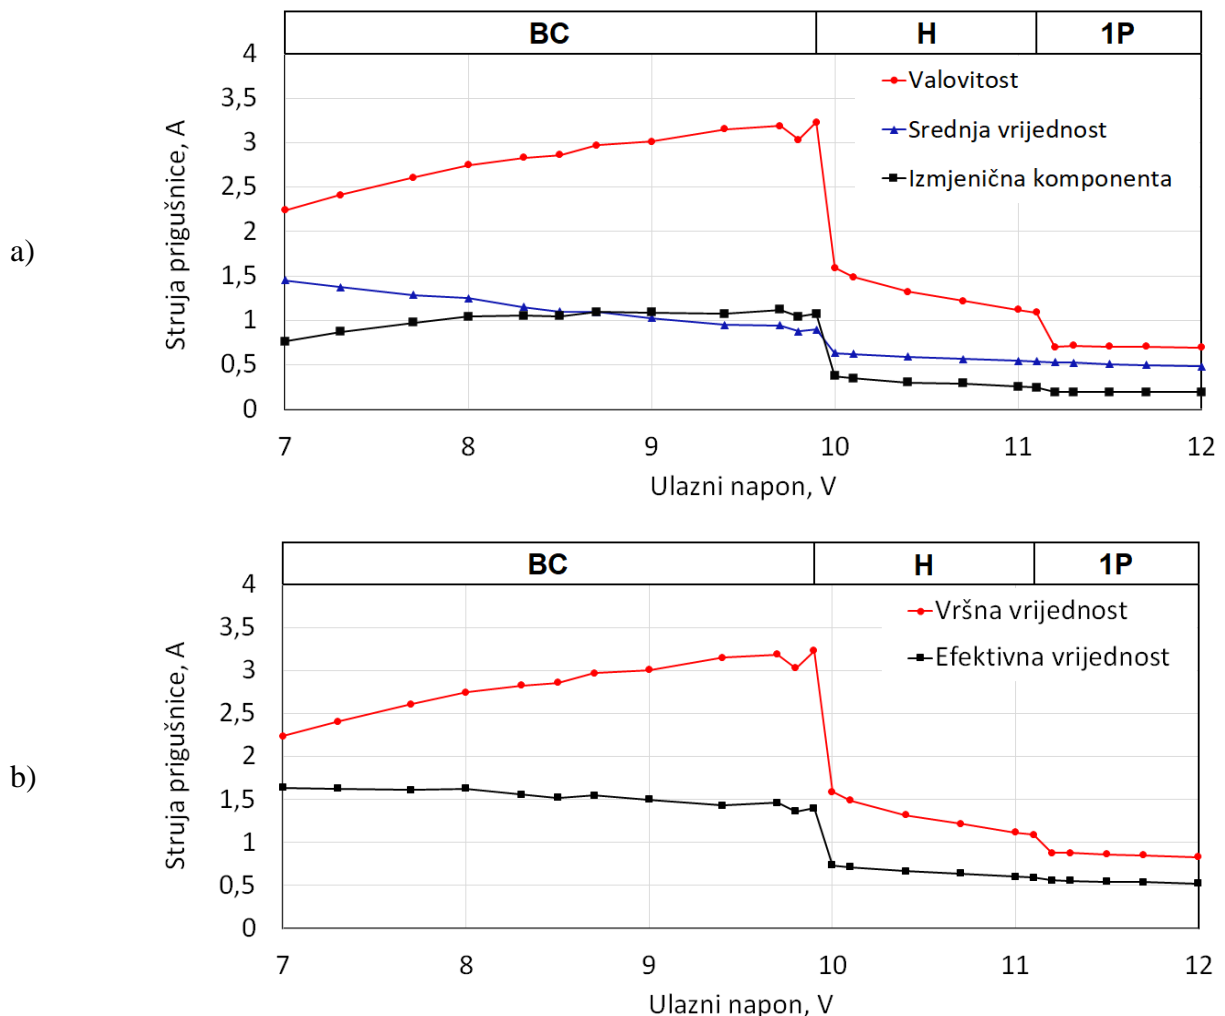 a)
BC H 1P
Struja prigušnice, A
4
3,5
3
2,5
2
1,5
1
0,5
0
Valovitost
Srednja vrijednost
Izmjenična komponenta
7 8 9 10 11 12
Ulazni napon, V
b)
BC H 1P
Struja prigušnice, A
4
3,5
3
2,5
2
1,5
1
0,5
0
Vršna vrijednost
Efektivna vrijednost
7 8 9 10 11 12
Ulazni napon, V